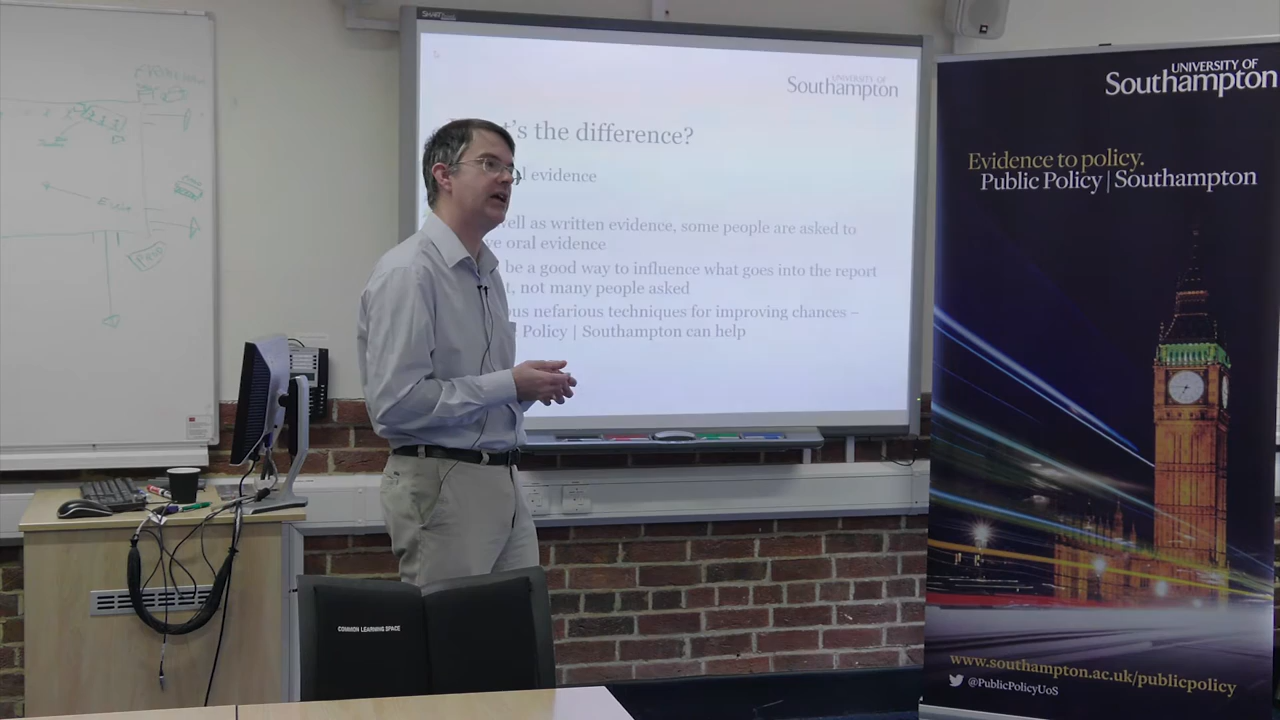 SMART
UNIVERSITY OF
Southampton
's the difference?
l evidence
ell as written evidence, some people are asked to
ve oral evidence
be a good way to influence what goes into the report
t, not many people asked
ous nefarious techniques for improving chances –
Policy | Southampton can help
UNIVERSITY OF
Southampton
Evidence to policy.
Public Policy | Southampton
www.southampton.ac.uk/publicpolicy
@PublicPolicyUoS
COMMON LEARNING SPACE